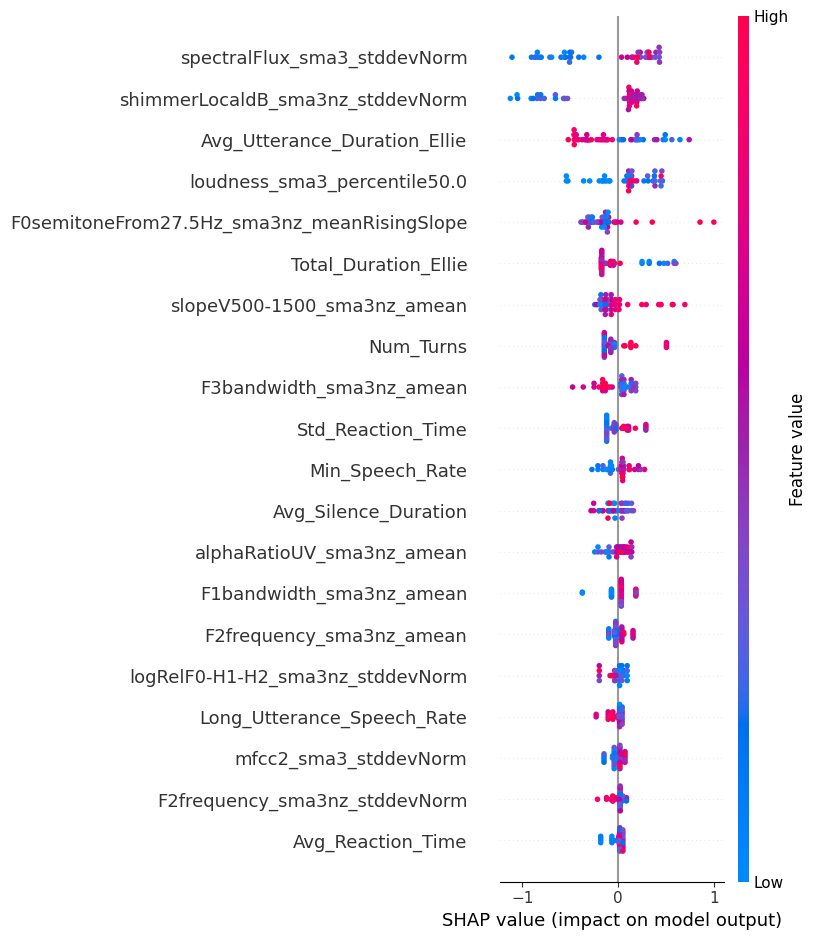 High
spectralFlux_sma3_stddevNorm
shimmerLocaldB_sma3nz_stddevNorm
Avg_Utterance_Duration_Ellie
loudness_sma3_percentile50.0
F0semitoneFrom27.5Hz_sma3nz_meanRisingSlope
Total_Duration_Ellie
slopeV500-1500_sma3nz_amean
Num_Turns
F3bandwidth_sma3nz_amean
Std_Reaction_Time
Min_Speech_Rate
Avg_Silence_Duration
alphaRatioUV_sma3nz_amean
F1bandwidth_sma3nz_amean
F2frequency_sma3nz_amean
logRelF0-H1-H2_sma3nz_stddevNorm
Long_Utterance_Speech_Rate
mfcc2_sma3_stddevNorm
F2frequency_sma3nz_stddevNorm
Avg_Reaction_Time
Feature value
Low
−1 0 1
SHAP value (impact on model output)